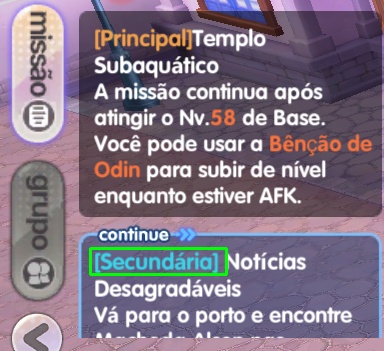 missão
grupo
[Principal]Templo
Subaquático
A missão continua após
atingir o Nv.58 de Base.
Você pode usar a Bênção de
Odin para subir de nível
enquanto estiver AFK.
continue
[Secundária] Notícias
Desagradáveis
Vá para o porto e encontre